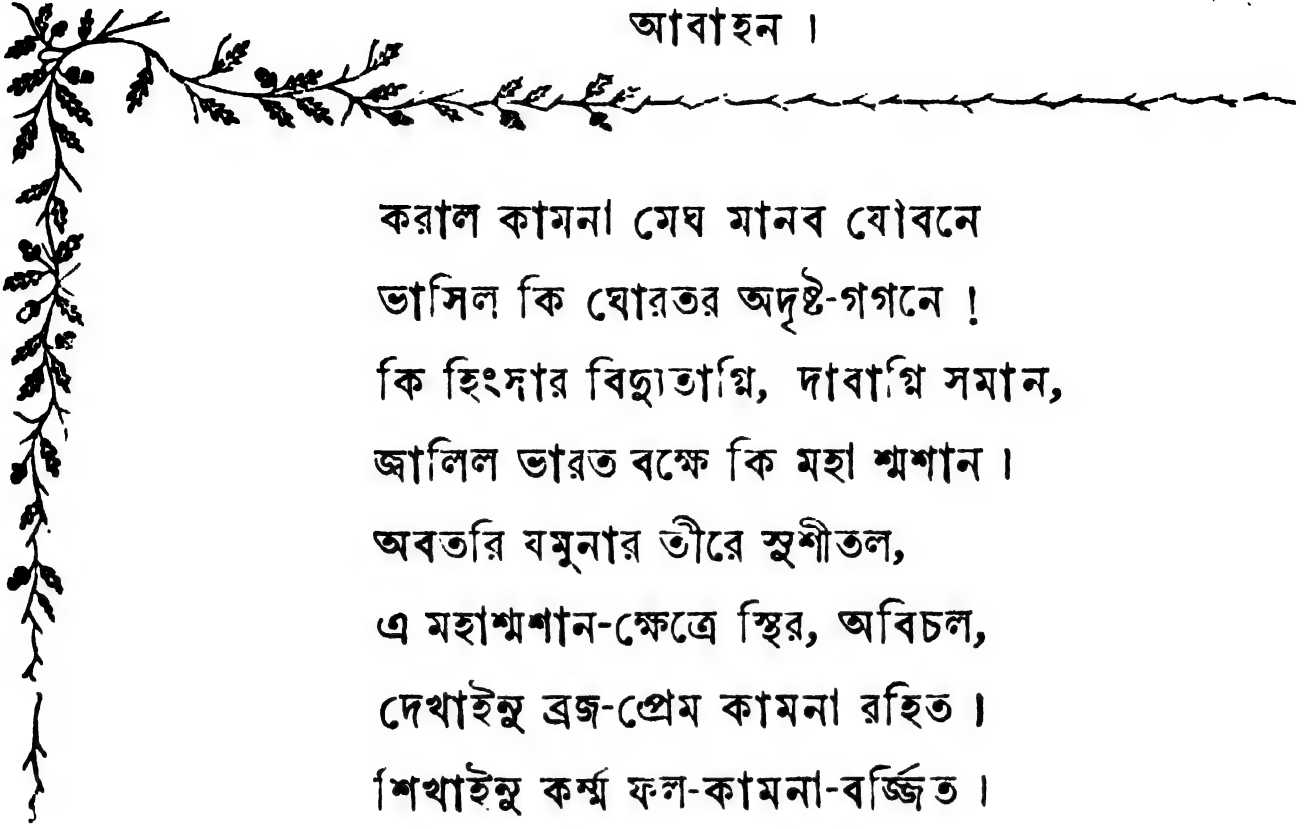 আবাহন ।
করাল কামনা মেঘ মানব যৌবনে
ভাসিল কি ঘোরতর অদৃষ্ট-গগনে !
কি হিংসার বিদ্যুতাগ্নি, দাবাগ্নি সমান,
জ্বালিল ভারত বক্ষে কি মহা শ্মশান ।
অবতরি যমুনার তীরে সুশীতল,
এ মহাশ্মশান-ক্ষেত্রে স্থির, অবিচল,
দেখাইনু ব্রজ-প্রেম কামনা রহিত ।
শিখাইনু কর্ম্ম ফল-কামনা-বর্জ্জিত ।